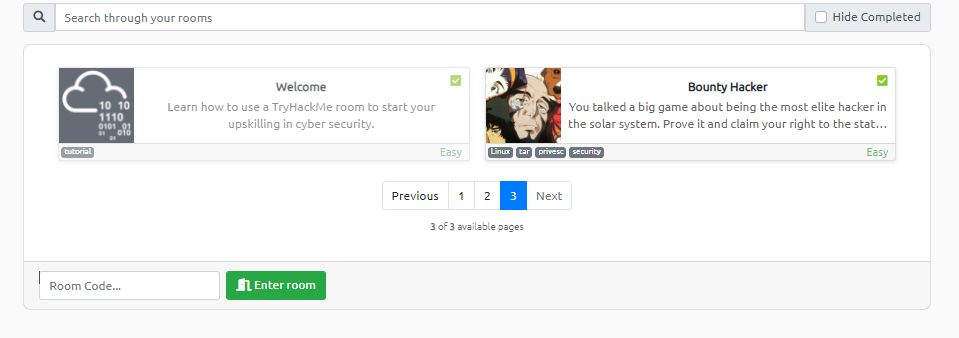 Search through your rooms
Hide Completed
Welcome
Learn how to use a TryHackMe room to start your
upskilling in cyber security.
tutorial
Easy
Bounty Hacker
You talked a big game about being the most elite hacker in
the solar system. Prove it and claim your right to the stat...
Linux tar privesc security
Easy
Previous 1 2 3 Next
3 of 3 available pages
Room Code...
Enter room
10 10
1110
0101 01
010